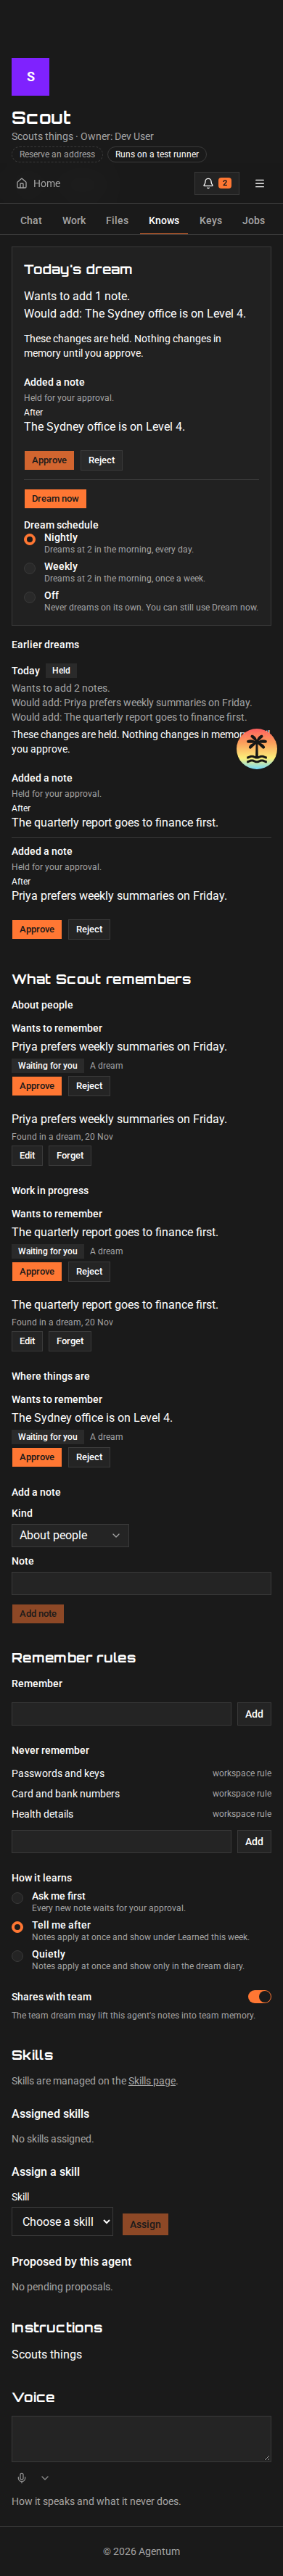 S
Scout
Scouts things · Owner: Dev User
Reserve an address
Runs on a test runner
Home
2
Chat
Work
Files
Knows
Keys
Jobs
Today's dream
Wants to add 1 note.
Would add: The Sydney office is on Level 4.
These changes are held. Nothing changes in
memory until you approve.
Added a note
Held for your approval.
After
The Sydney office is on Level 4.
Approve
Reject
Dream now
Dream schedule
Nightly
Dreams at 2 in the morning, every day.
Weekly
Dreams at 2 in the morning, once a week.
Off
Never dreams on its own. You can still use Dream now.
Earlier dreams
Today
Held
Wants to add 2 notes.
Would add: Priya prefers weekly summaries on Friday.
Would add: The quarterly report goes to finance first.
These changes are held. Nothing changes in
you approve.
Added a note
Held for your approval.
After
The quarterly report goes to finance first.
Added a note
Held for your approval.
After
Priya prefers weekly summaries on Friday.
Approve
Reject
What Scout remembers
About people
Wants to remember
Priya prefers weekly summaries on Friday.
Waiting for you
A dream
Approve
Reject
Priya prefers weekly summaries on Friday.
Found in a dream, 20 Nov
Edit
Forget
Work in progress
Wants to remember
The quarterly report goes to finance first.
Waiting for you
A dream
Approve
Reject
The quarterly report goes to finance first.
Found in a dream, 20 Nov
Edit
Forget
Where things are
Wants to remember
The Sydney office is on Level 4.
Waiting for you
A dream
Approve
Reject
Add a note
Kind
About people
Note
Add note
Remember rules
Remember
Add
Never remember
Passwords and keys
workspace rule
Card and bank numbers
workspace rule
Health details
workspace rule
Add
How it learns
Ask me first
Every new note waits for your approval.
Tell me after
Notes apply at once and show under Learned this week.
Quietly
Notes apply at once and show only in the dream diary.
Shares with team
The team dream may lift this agent's notes into team memory.
Skills
Skills are managed on the Skills page.
Assigned skills
No skills assigned.
Assign a skill
Skill
Choose a skill
Assign
Proposed by this agent
No pending proposals.
Instructions
Scouts things
Voice
How it speaks and what it never does.
© 2026 Agentum